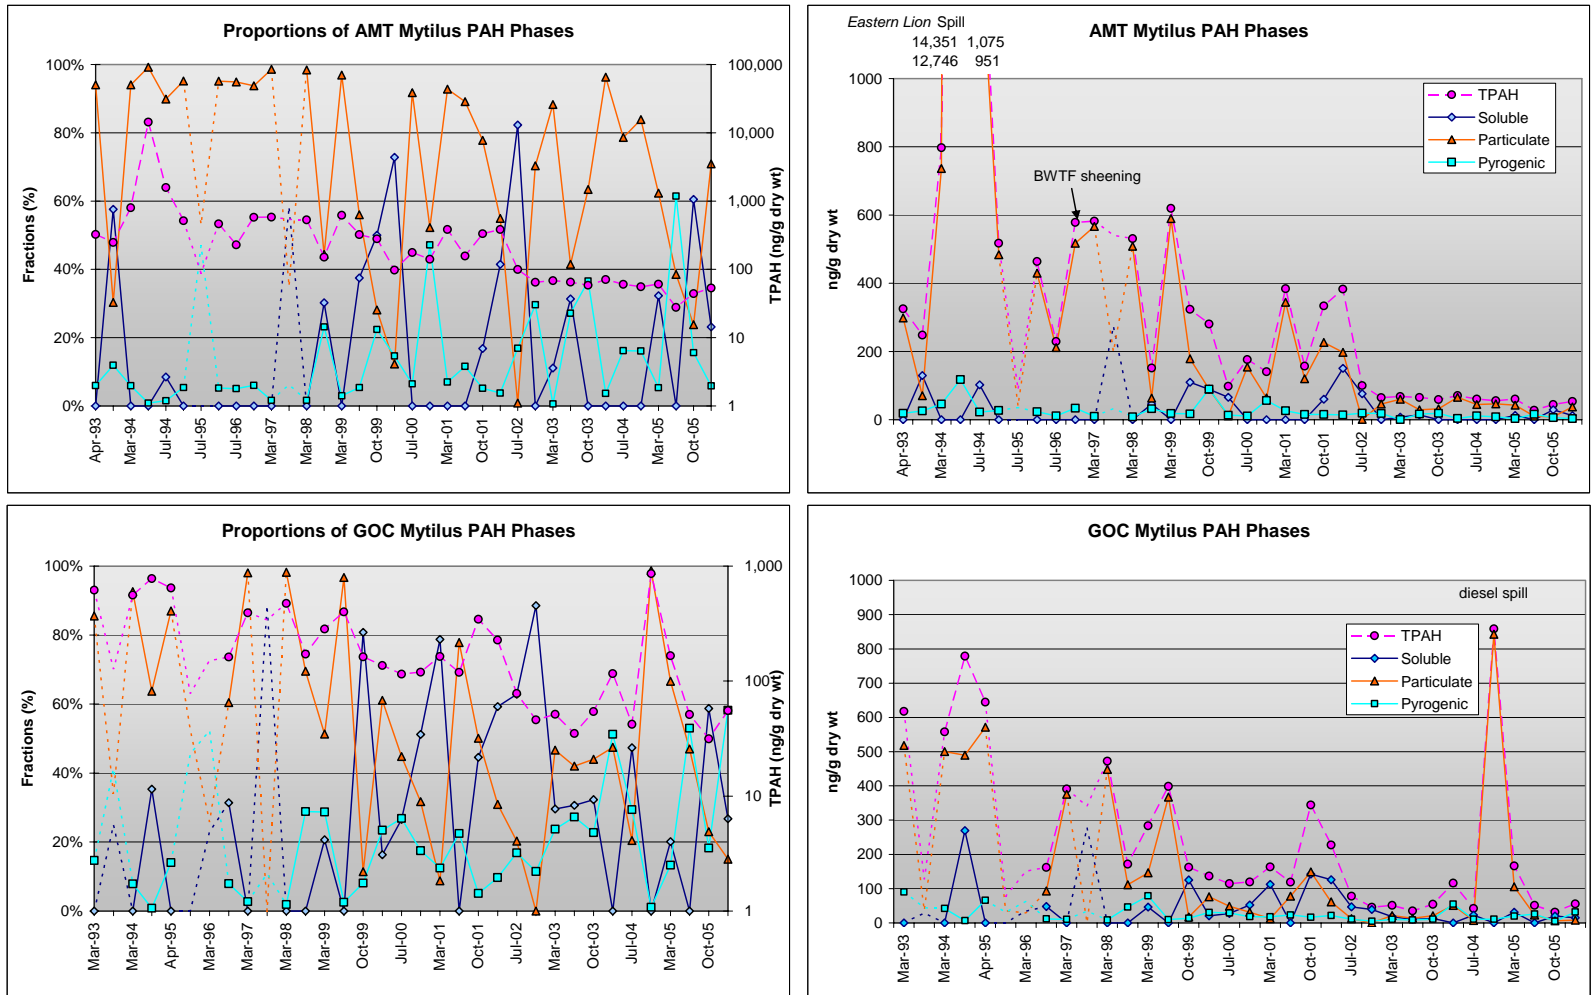 Proportions of AMT Mytilus PAH Phases
100%
80%
60%
40%
20%
0%
Fractions (%)
100,000
10,000
1,000
100
10
1
TPAH (ng/g dry wt)
Apr-93
Mar-94
Jul-94
Jul-95
Jul-96
Mar-97
Mar-98
Mar-99
Oct-99
Jul-00
Mar-01
Oct-01
Jul-02
Mar-03
Oct-03
Jul-04
Mar-05
Oct-05
Eastern Lion Spill
14,351 1,075
12,746 951
AMT Mytilus PAH Phases
1000
800
600
400
200
0
ng/g dry wt
BWTF sheening
TPAH
Soluble
Particulate
Pyrogenic
Apr-93
Mar-94
Jul-94
Jul-95
Jul-96
Mar-97
Mar-98
Mar-99
Oct-99
Jul-00
Mar-01
Oct-01
Jul-02
Mar-03
Oct-03
Jul-04
Mar-05
Oct-05
Proportions of GOC Mytilus PAH Phases
100%
80%
60%
40%
20%
0%
Fractions (%)
1,000
100
10
1
TPAH (ng/g dry wt)
Mar-93
Mar-94
Apr-95
Mar-96
Mar-97
Mar-98
Mar-99
Oct-99
Jul-00
Mar-01
Oct-01
Jul-02
Mar-03
Oct-03
Jul-04
Mar-05
Oct-05
GOC Mytilus PAH Phases
1000
900
800
700
600
500
400
300
200
100
0
ng/g dry wt
diesel spill
TPAH
Soluble
Particulate
Pyrogenic
Mar-93
Mar-94
Apr-95
Mar-96
Mar-97
Mar-98
Mar-99
Oct-99
Jul-00
Mar-01
Oct-01
Jul-02
Mar-03
Oct-03
Jul-04
Mar-05
Oct-05